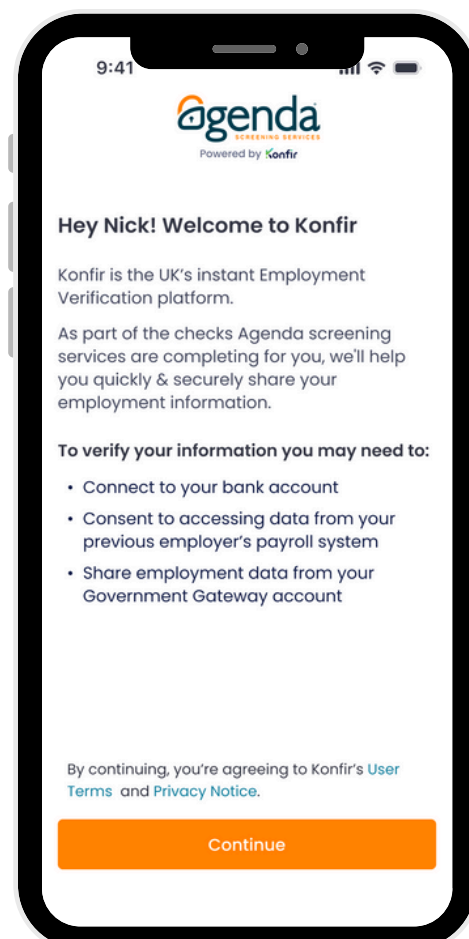 9:41
agenda
SCREENING SERVICES
Powered by Konfir
Hey Nick! Welcome to Konfir
Konfir is the UK's instant Employment
Verification platform.
As part of the checks Agenda screening
services are completing for you, we'll help
you quickly & securely share your
employment information.
To verify your information you may need to:
• Connect to your bank account
• Consent to accessing data from your
previous employer's payroll system
• Share employment data from your
Government Gateway account
By continuing, you're agreeing to Konfir's User
Terms and Privacy Notice.
Continue